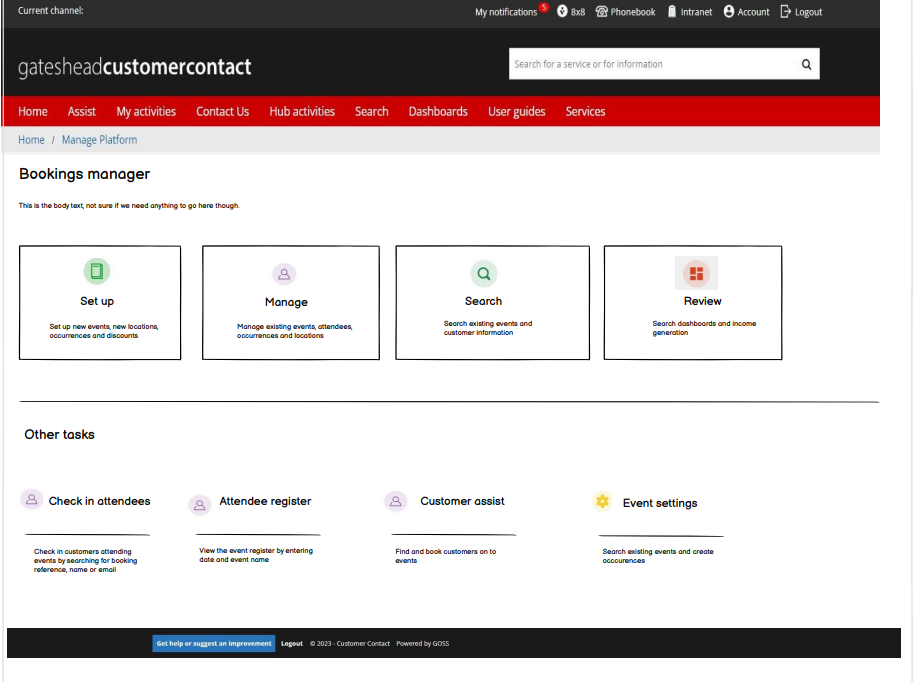 Current channel:
My notifications 5 8x8 Phonebook Intranet Account Logout
gatesheadcustomercontact
Search for a service or for information
Home Assist My activities Contact Us Hub activities Search Dashboards User guides Services
Home / Manage Platform
Bookings manager
This is the body text, not sure if we need anything to go here though.
Set up
Set up new events, new locations,
occurrences and discounts
Manage
Manage existing events, attendees,
occurrences and locations
Search
Search existing events and
customer information
Review
Search dashboards and income
generation
Other tasks
Check in attendees
Check in customers attending
events by searching for booking
reference, name or email
Attendee register
View the event register by entering
date and event name
Customer assist
Find and book customers on to
events
Event settings
Search existing events and create
occcurences
Get help or suggest an improvement Logout © 2023 - Customer Contact Powered by GOSS